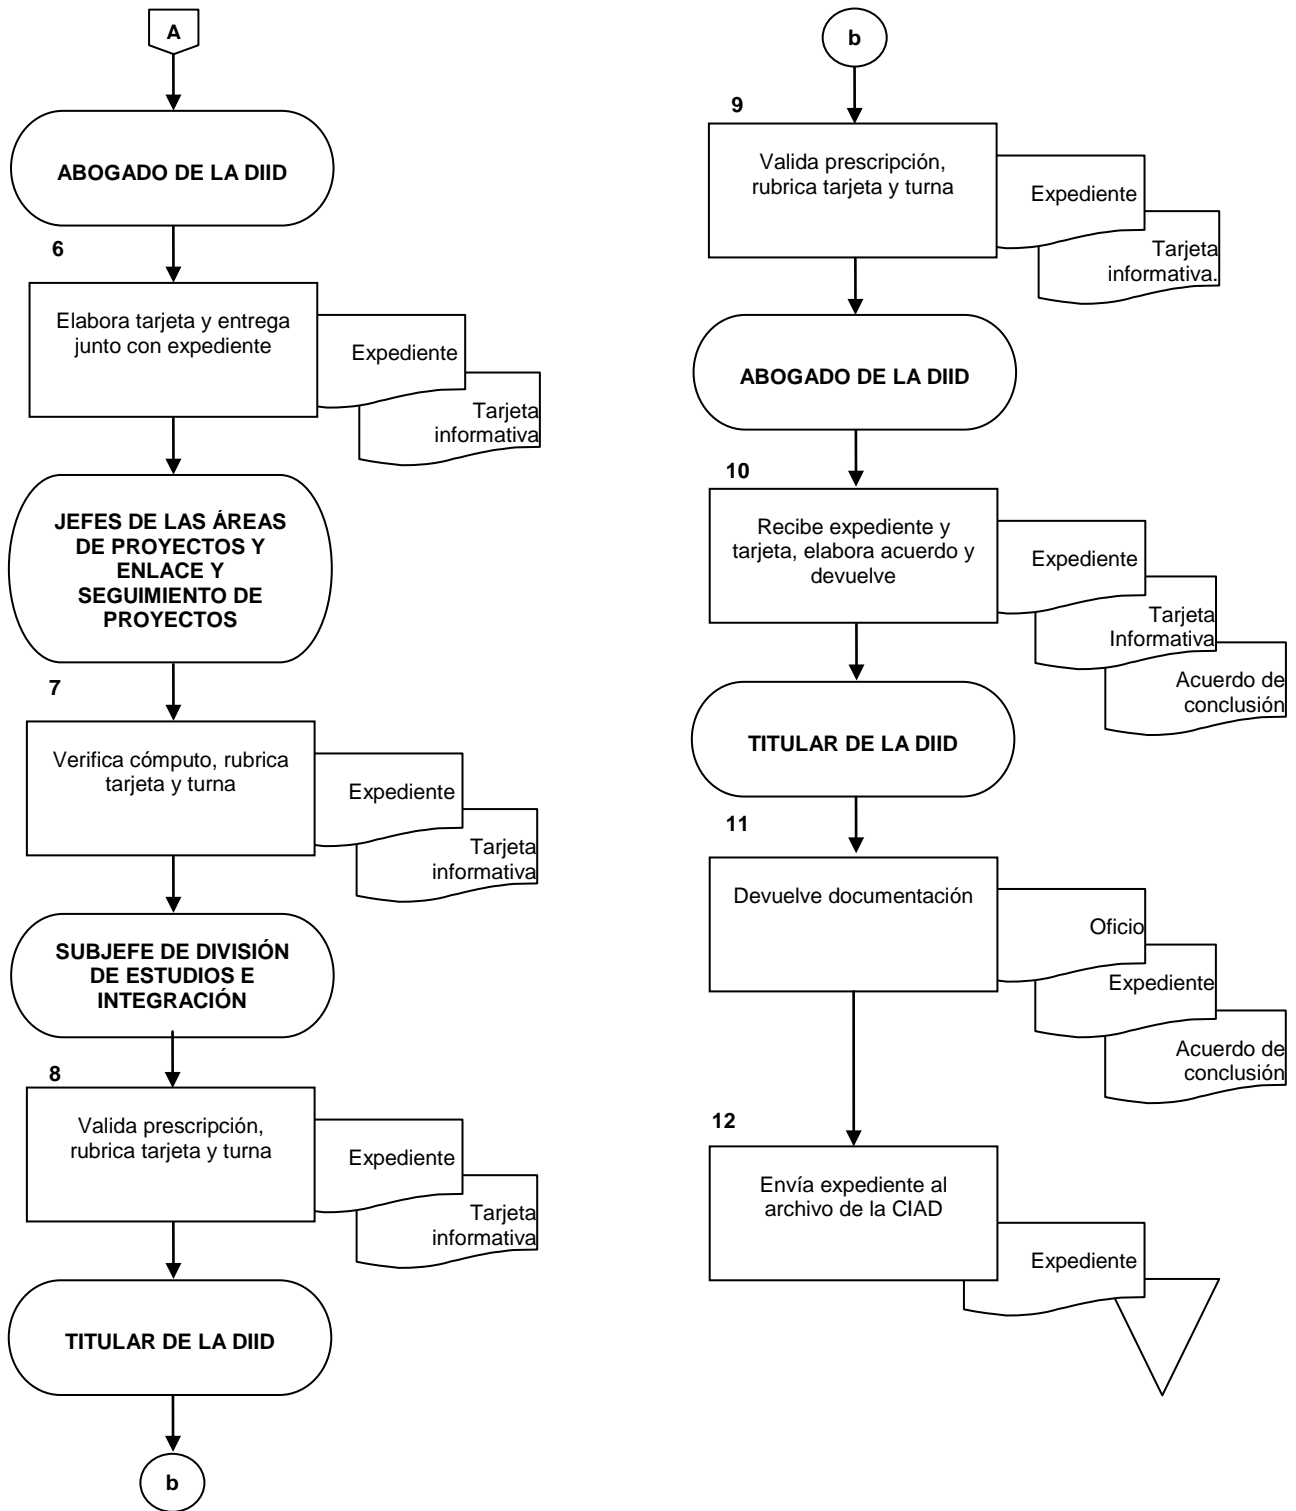 A
ABOGADO DE LA DIID
6
Elabora tarjeta y entrega
junto con expediente
Expediente
Tarjeta
informativa
JEFES DE LAS ÁREAS
DE PROYECTOS Y
ENLACE Y
SEGUIMIENTO DE
PROYECTOS
7
Verifica cómputo, rubrica
tarjeta y turna
Expediente
Tarjeta
informativa
SUBJEFE DE DIVISIÓN
DE ESTUDIOS E
INTEGRACIÓN
8
Valida prescripción,
rubrica tarjeta y turna
Expediente
Tarjeta
informativa
TITULAR DE LA DIID
b
b
9
Valida prescripción,
rubrica tarjeta y turna
Expediente
Tarjeta
informativa.
ABOGADO DE LA DIID
10
Recibe expediente y
tarjeta, elabora acuerdo y
devuelve
Expediente
Tarjeta
Informativa
Acuerdo de
conclusión
TITULAR DE LA DIID
11
Devuelve documentación
Oficio
Expediente
Acuerdo de
conclusión
12
Envía expediente al
archivo de la CIAD
Expediente